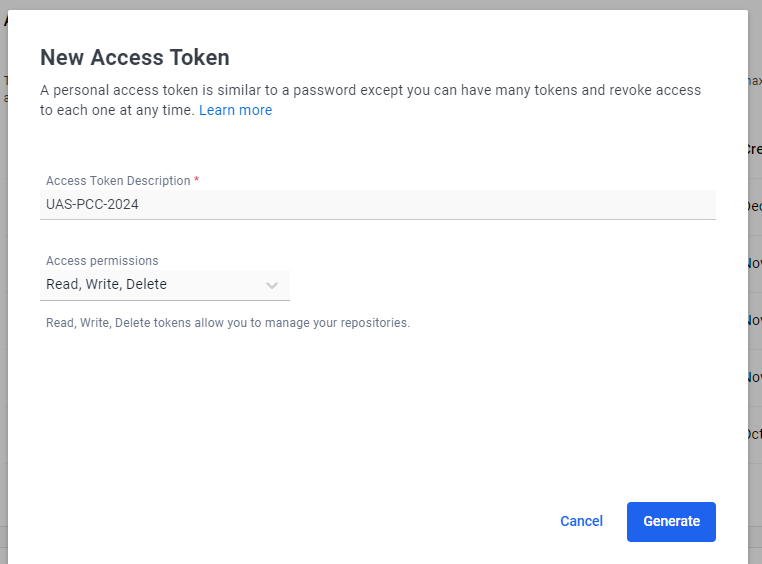 New Access Token
A personal access token is similar to a password except you can have many tokens and revoke access
to each one at any time. Learn more
Access Token Description *
UAS-PCC-2024
Access permissions
Read, Write, Delete
Read, Write, Delete tokens allow you to manage your repositories.
Cancel
Generate